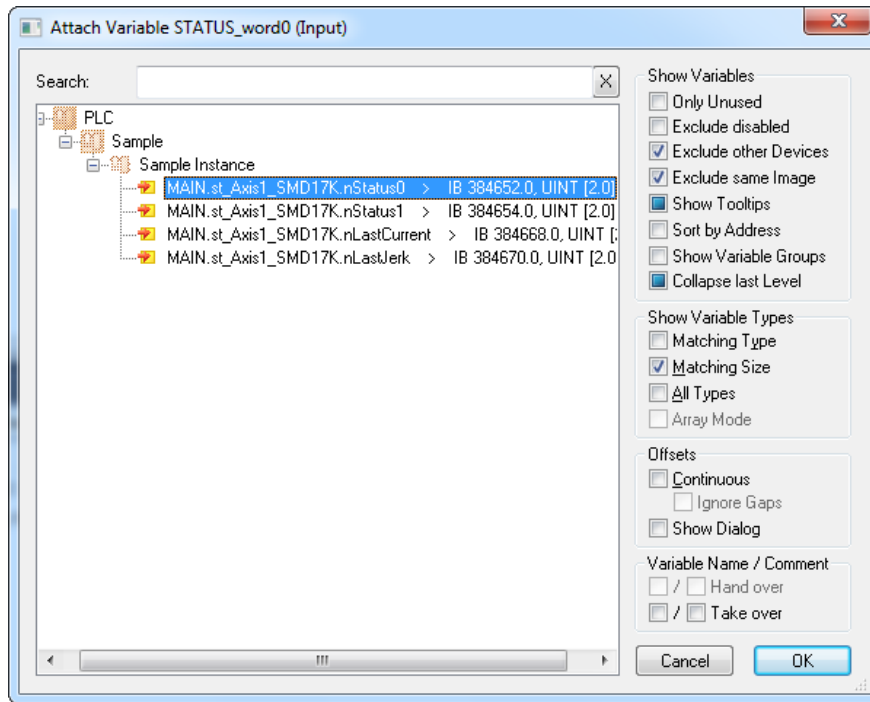 Attach Variable STATUS_word0 (Input)
Search:
X
PLC
Sample
Sample Instance
MAIN.st_Axis1_SMD17K.nStatus0 > IB 384652.0, UINT [2.0]
MAIN.st_Axis1_SMD17K.nStatus1 > IB 384654.0, UINT [2.0]
MAIN.st_Axis1_SMD17K.nLastCurrent > IB 384668.0, UINT [
MAIN.st_Axis1_SMD17K.nLastJerk > IB 384670.0, UINT [2.0
Show Variables
Only Unused
Exclude disabled
Exclude other Devices
Exclude same Image
Show Tooltips
Sort by Address
Show Variable Groups
Collapse last Level
Show Variable Types
Matching Type
Matching Size
All Types
Array Mode
Offsets
Continuous
Ignore Gaps
Show Dialog
Variable Name / Comment
/ Hand over
/ Take over
Cancel
OK